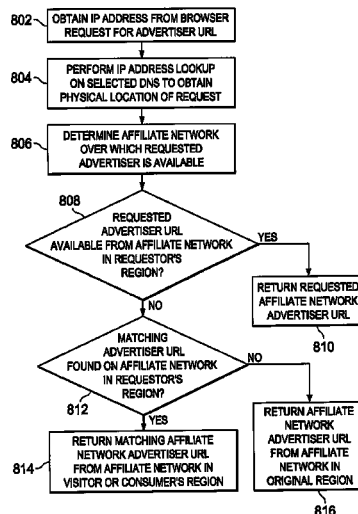 802
OBTAIN IP ADDRESS FROM BROWSER
REQUEST FOR ADVERTISER URL
804
PERFORM IP ADDRESS LOOKUP
ON SELECTED DNS TO OBTAIN
PHYSICAL LOCATION OF REQUEST
806
DETERMINE AFFILIATE NETWORK
OVER WHICH REQUESTED
ADVERTISER IS AVAILABLE
808
REQUESTED
ADVERTISER URL
AVAILABLE FROM AFFILIATE NETWORK
IN REQUESTOR'S
REGION?
YES
RETURN REQUESTED
AFFILIATE NETWORK
ADVERTISER URL
810
NO
MATCHING
ADVERTISER URL
FOUND ON AFFILIATE NETWORK
IN REQUESTOR'S
REGION?
812
NO
YES
RETURN MATCHING AFFILIATE
NETWORK ADVERTISER URL
FROM AFFILIATE NETWORK IN
VISITOR OR CONSUMER'S REGION
814
RETURN AFFILIATE
NETWORK
ADVERTISER URL
FROM AFFILIATE
NETWORK IN
ORIGINAL REGION
816